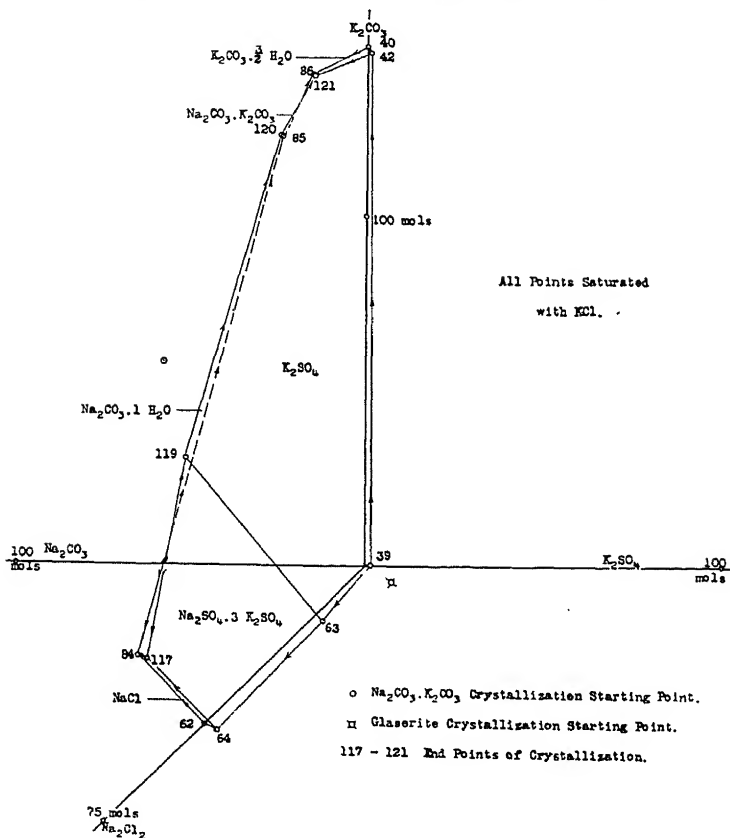 K₂CO₃
40
42
K₂CO₃.3/2 H₂O
86
121
Na₂CO₃.K₂CO₃
120
85
100 mols
All Points Saturated
with KCl.
K₂SO₄
Na₂CO₃.1 H₂O
119
100 Na₂CO₃
mols
39
K₂SO₄
100
mols
Na₂SO₄.3 K₂SO₄
63
84
117
NaCl
62
64
o Na₂CO₃.K₂CO₃ Crystallization Starting Point.
¤ Glaserite Crystallization Starting Point.
117 - 121 End Points of Crystallization.
75 mols
Na₂Cl₂